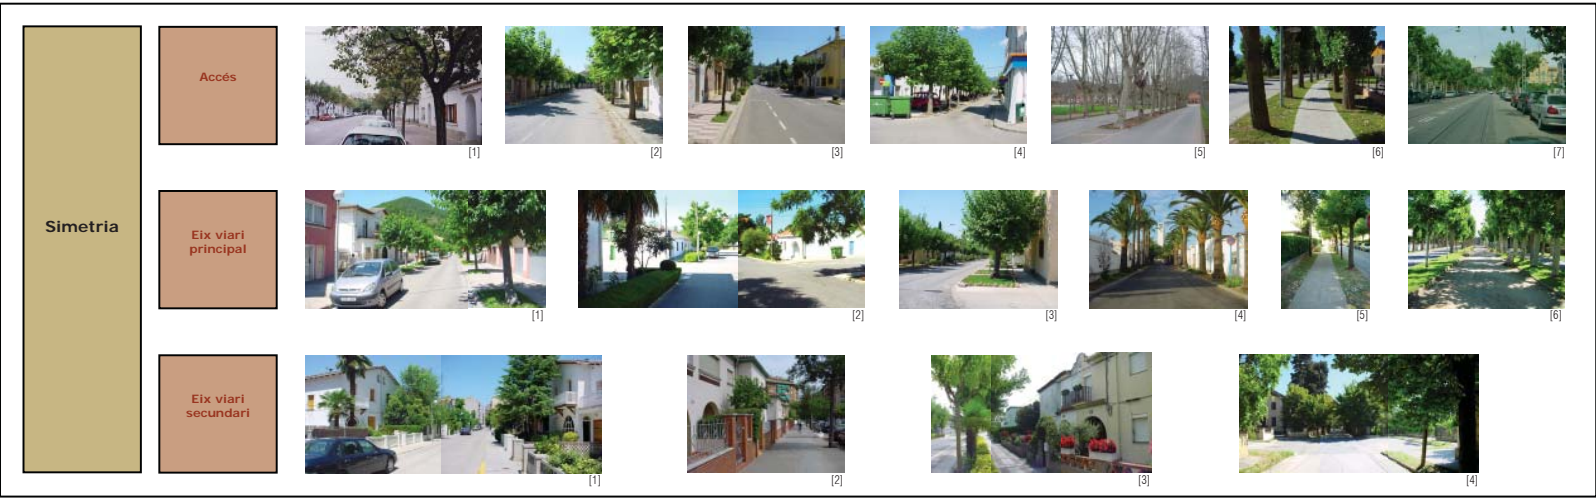 Simetria
Accés
[1]
[2]
[3]
[4]
[5]
[6]
[7]
Eix viari
principal
[1]
[2]
[3]
[4]
[5]
[6]
Eix viari
secundari
[1]
[2]
[3]
[4]